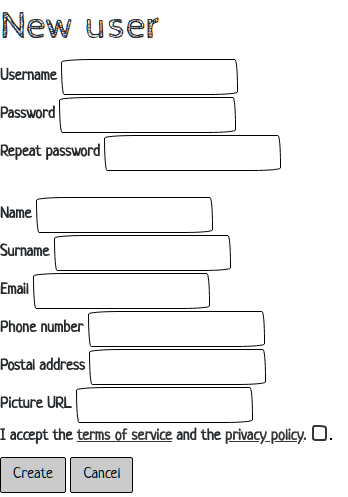 New user
Username
Password
Repeat password
Name
Surname
Email
Phone number
Postal address
Picture URL
I accept the terms of service and the privacy policy. .
Create Cancel